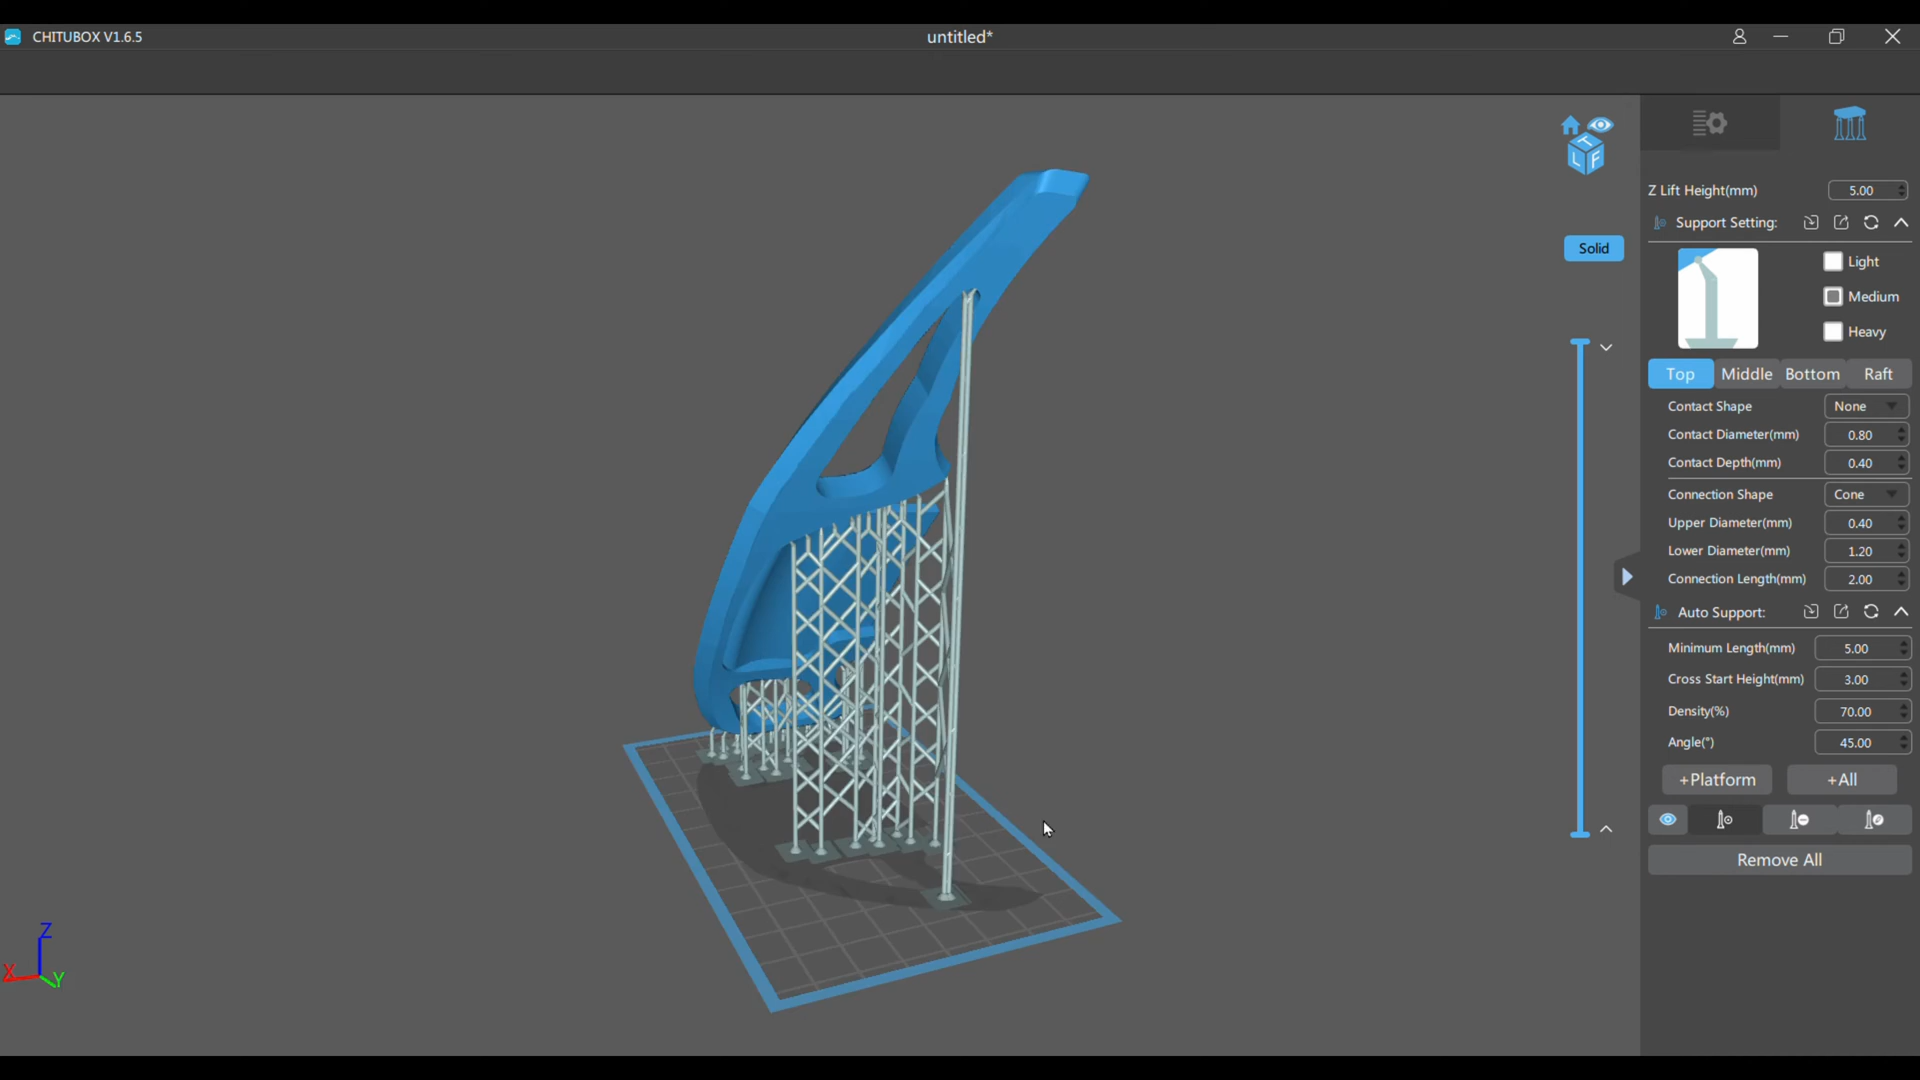 CHITUBOX V1.6.5
untitled*
T
L F
Solid
Z Lift Height(mm) 5.00
Support Setting:
Light
Medium
Heavy
Top Middle Bottom Raft
Contact Shape None
Contact Diameter(mm) 0.80
Contact Depth(mm) 0.40
Connection Shape Cone
Upper Diameter(mm) 0.40
Lower Diameter(mm) 1.20
Connection Length(mm) 2.00
Auto Support:
Minimum Length(mm) 5.00
Cross Start Height(mm) 3.00
Density(%) 70.00
Angle(°) 45.00
+Platform +All
Remove All
Z
X Y